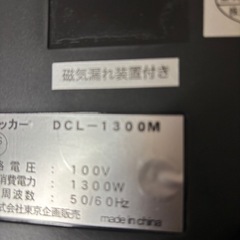 磁気漏れ装置付き
ッカー DCL-1300M
格電圧: 100V
消費電力: 1300W
周波数: 50/60Hz
式会社東京企画販売
made in china